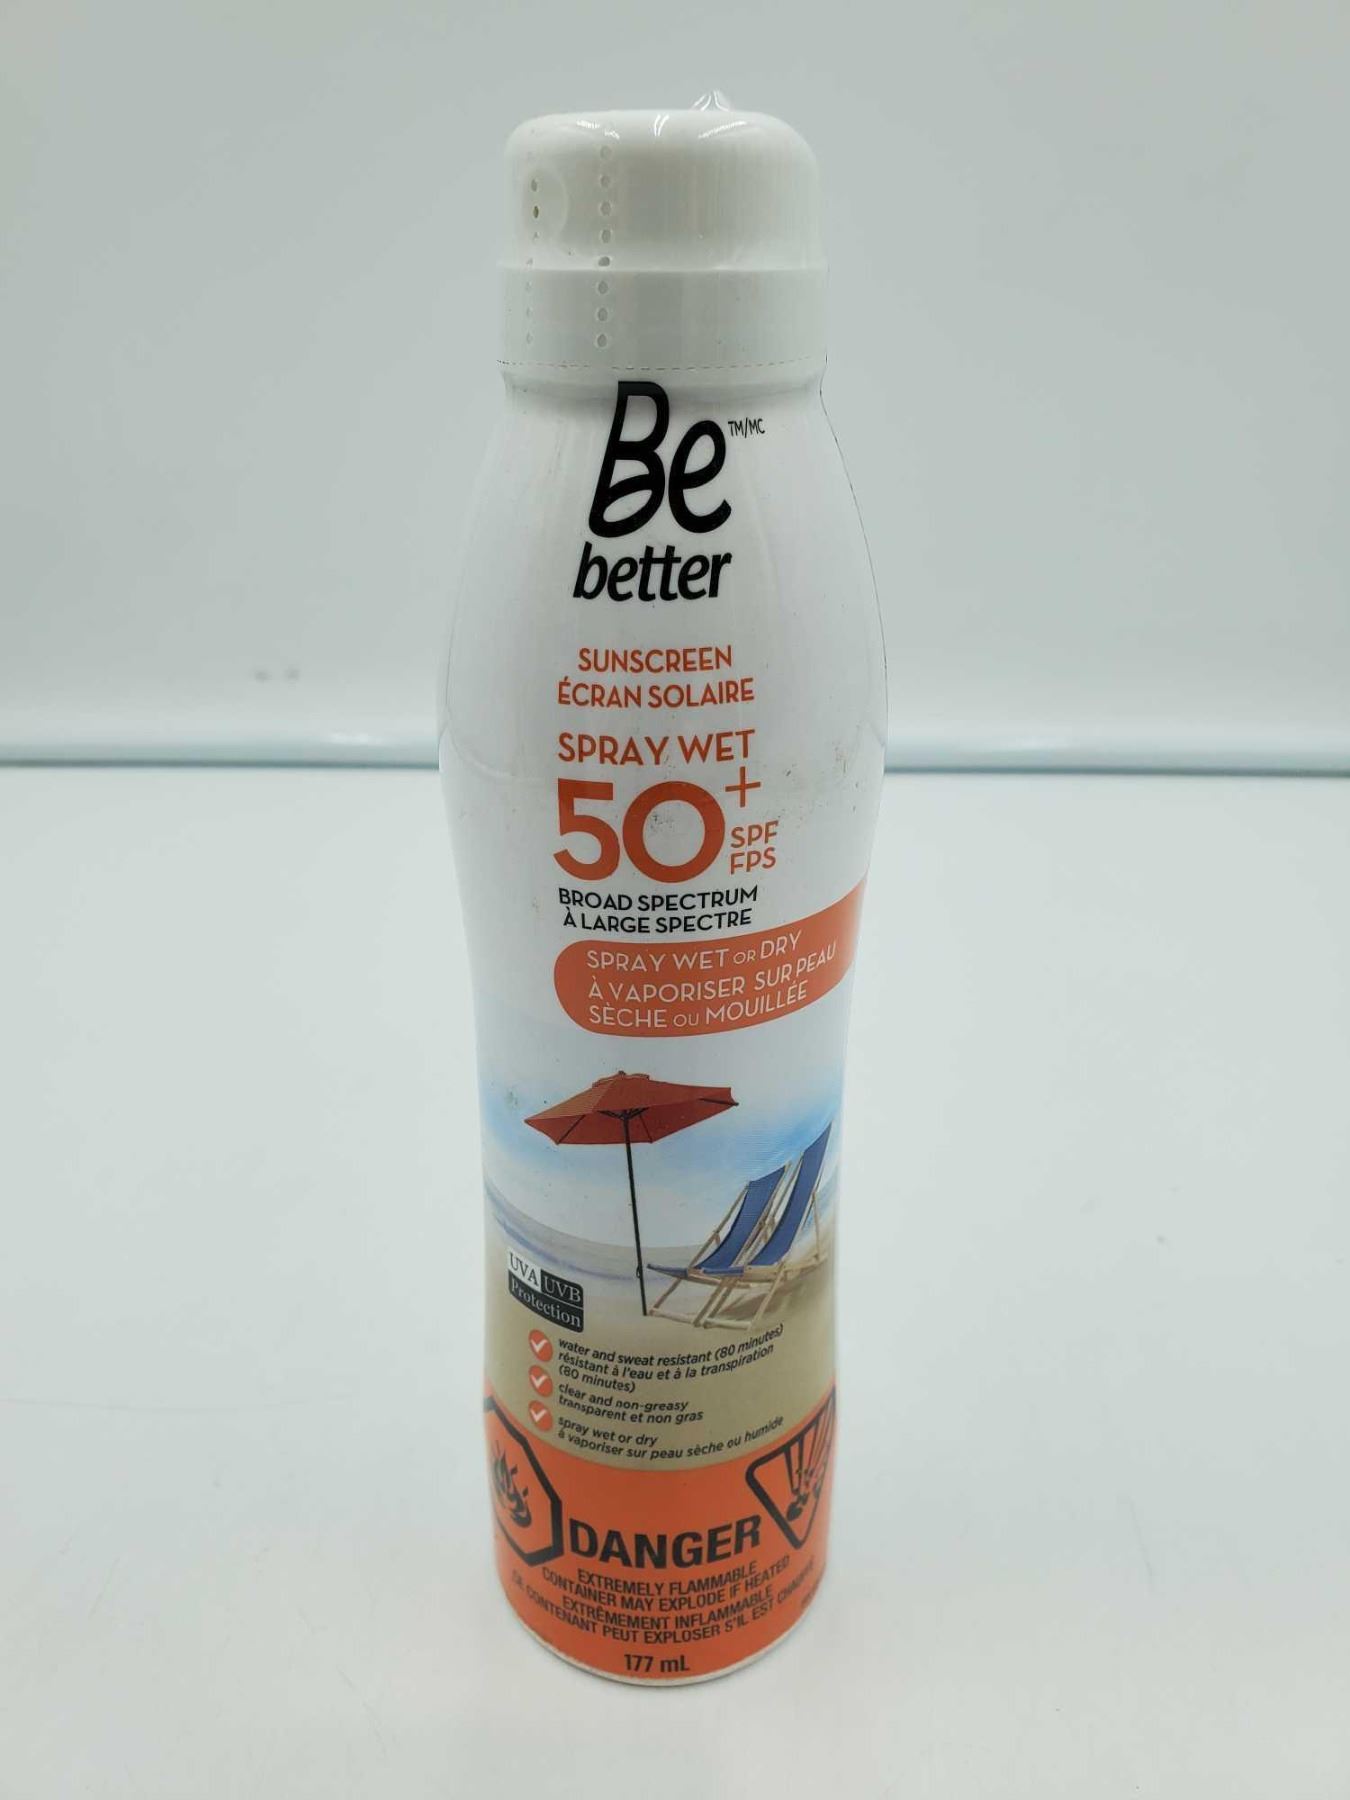 Be TM/MC
better
SUNSCREEN
ÉCRAN SOLAIRE
SPRAY WET
50+
SPF
FPS
BROAD SPECTRUM
À LARGE SPECTRE
SPRAY WET OR DRY
À VAPORISER SUR PEAU
SÈCHE OU MOUILLÉE
UVA UVB
Protection
water and sweat resistant (80 minutes)
résistant à l'eau et à la transpiration
(80 minutes)
clear and non-greasy
transparent et non gras
spray wet or dry
à vaporiser sur peau sèche ou humide
DANGER
EXTREMELY FLAMMABLE
CONTAINER MAY EXPLODE IF HEATED
EXTRÊMEMENT INFLAMMABLE
CE CONTENANT PEUT EXPLOSER S'IL EST CHAUFFÉ
177 mL